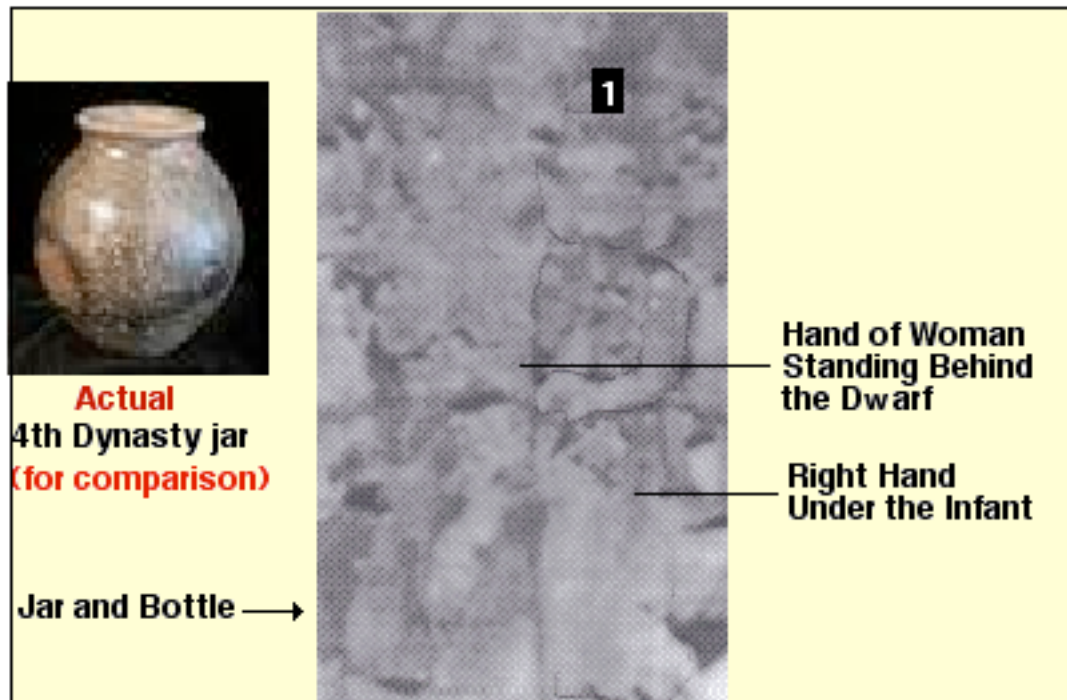 1
Hand of Woman
Standing Behind
the Dwarf
Actual
4th Dynasty jar
(for comparison)
Right Hand
Under the Infant
Jar and Bottle